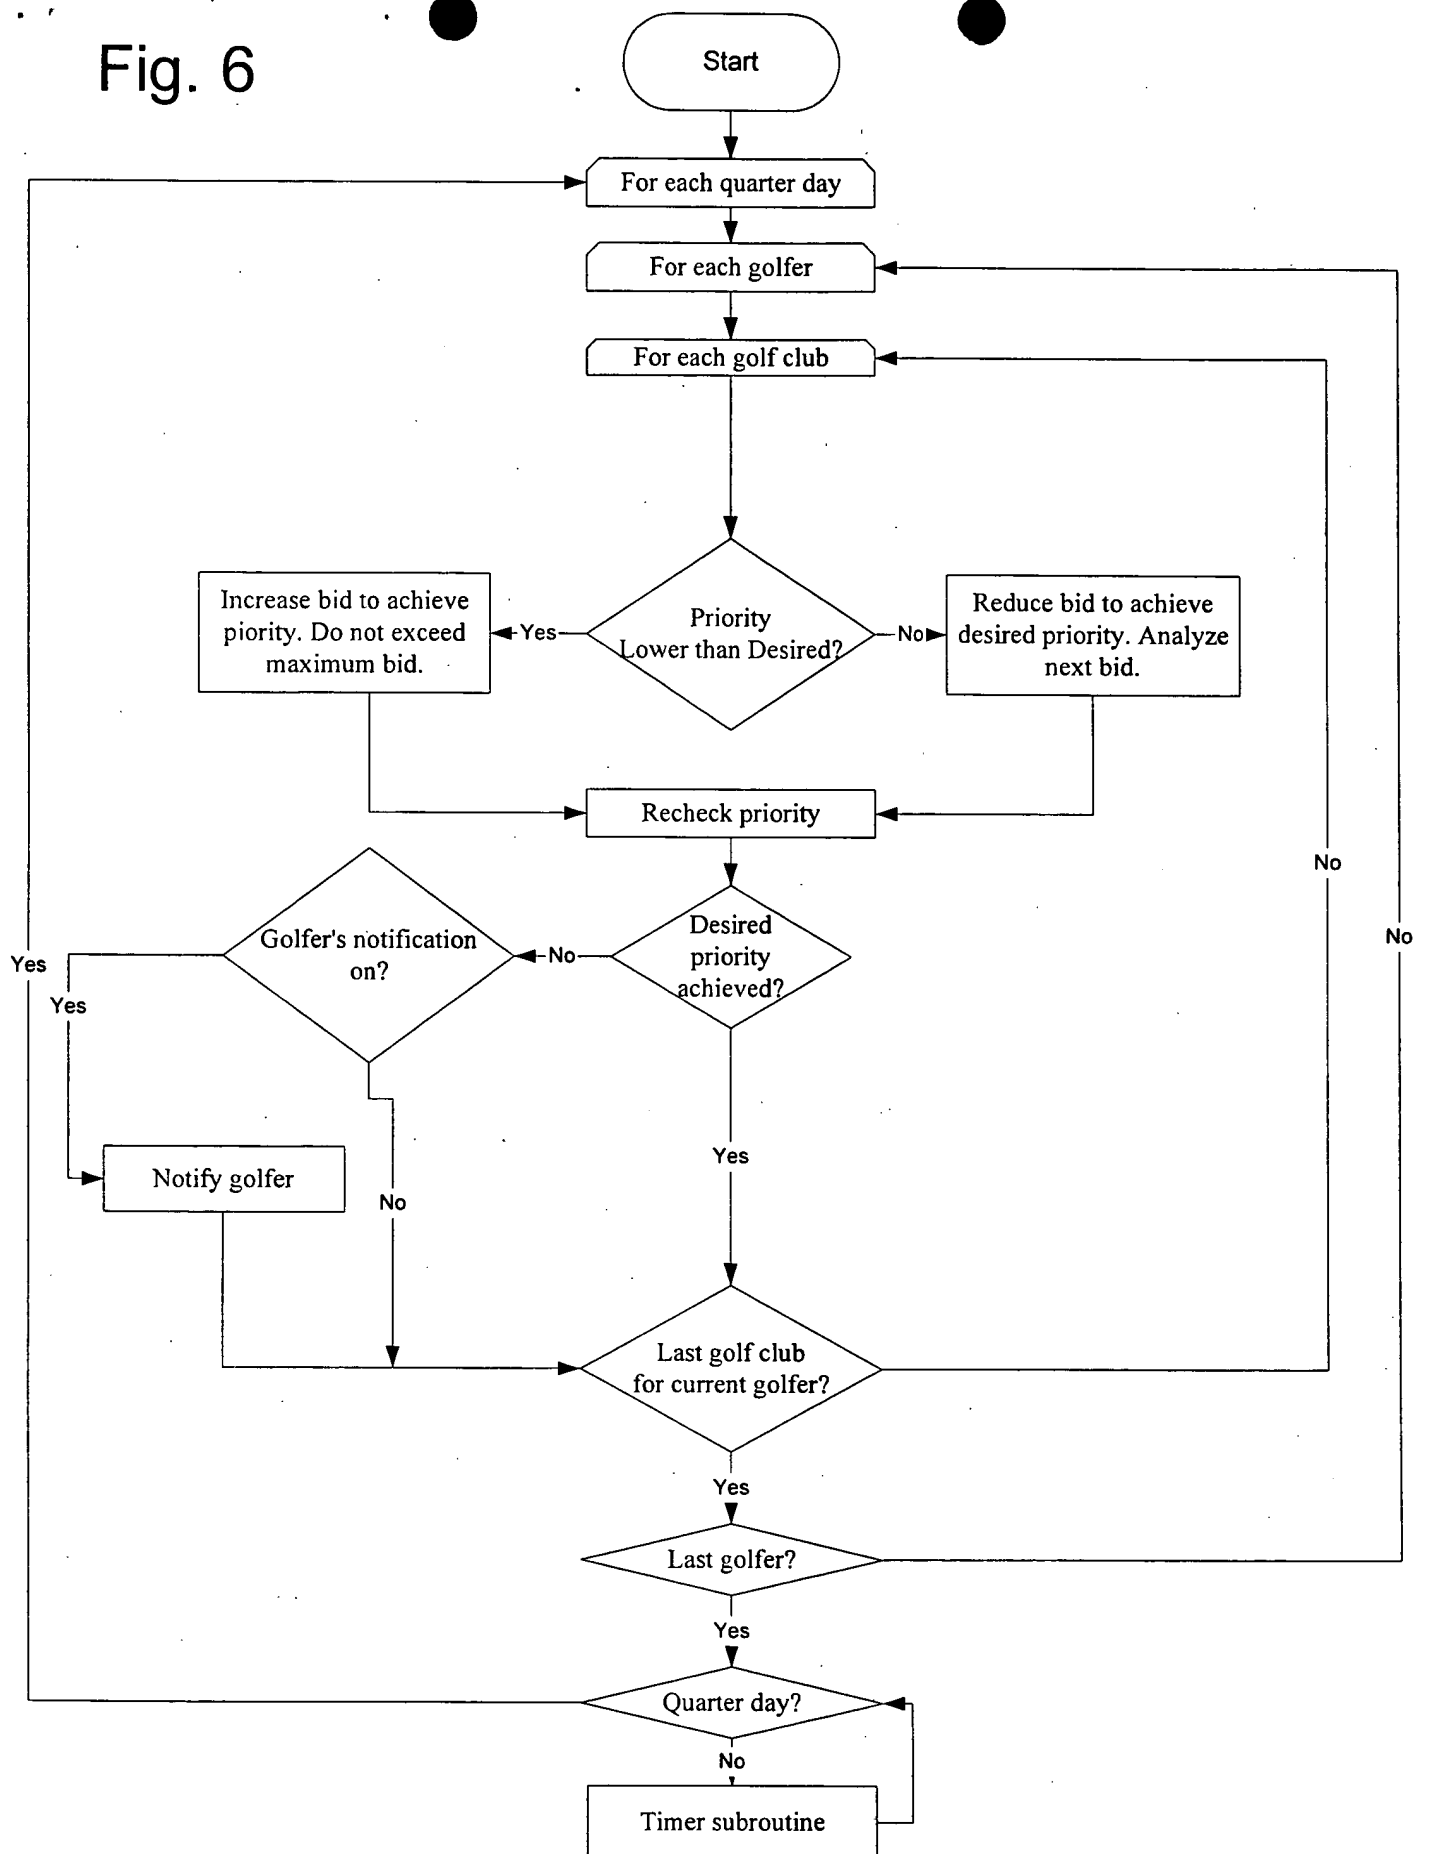 Fig. 6
Start
For each quarter day
For each golfer
For each golf club
Increase bid to achieve
piority. Do not exceed
maximum bid.
Yes
Priority
Lower than Desired?
No
Reduce bid to achieve
desired priority. Analyze
next bid.
Recheck priority
No
Golfer's notification
on?
No
Desired
priority
achieved?
No
Yes
Yes
Notify golfer
No
Yes
Last golf club
for current golfer?
Yes
Last golfer?
Yes
Quarter day?
No
Timer subroutine